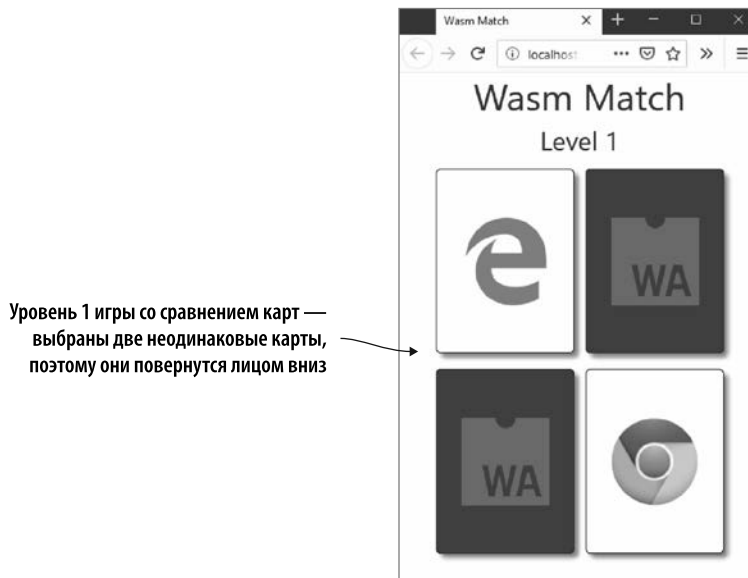 Wasm Match
localhost
Wasm Match
Level 1
WA
Уровень 1 игры со сравнением карт —
выбраны две неодинаковые карты,
поэтому они повернутся лицом вниз
WA